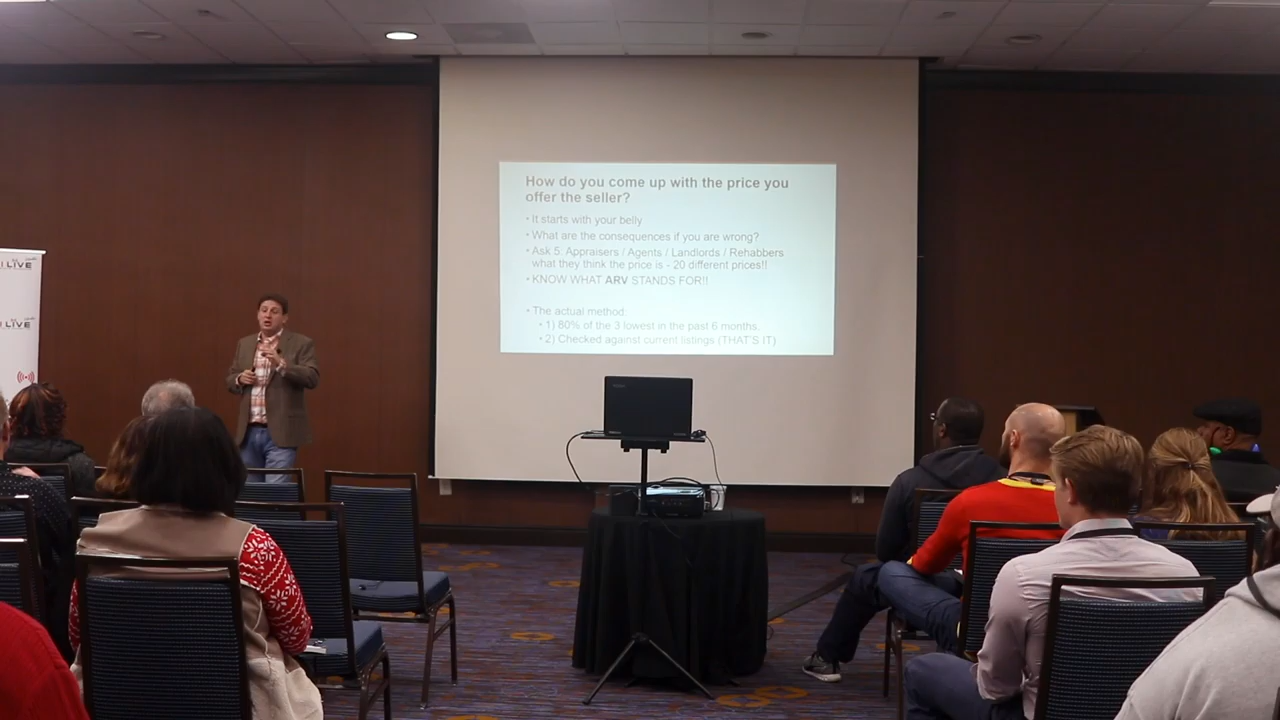 How do you come up with the price you
offer the seller?
• It starts with your belly
• What are the consequences if you are wrong?
• Ask 5: Appraisers / Agents / Landlords / Rehabbers
what they think the price is - 20 different prices!!
• KNOW WHAT ARV STANDS FOR!!
• The actual method:
• 1) 80% of the 3 lowest in the past 6 months.
• 2) Checked against current listings (THAT'S IT)
LIVE
LIVE